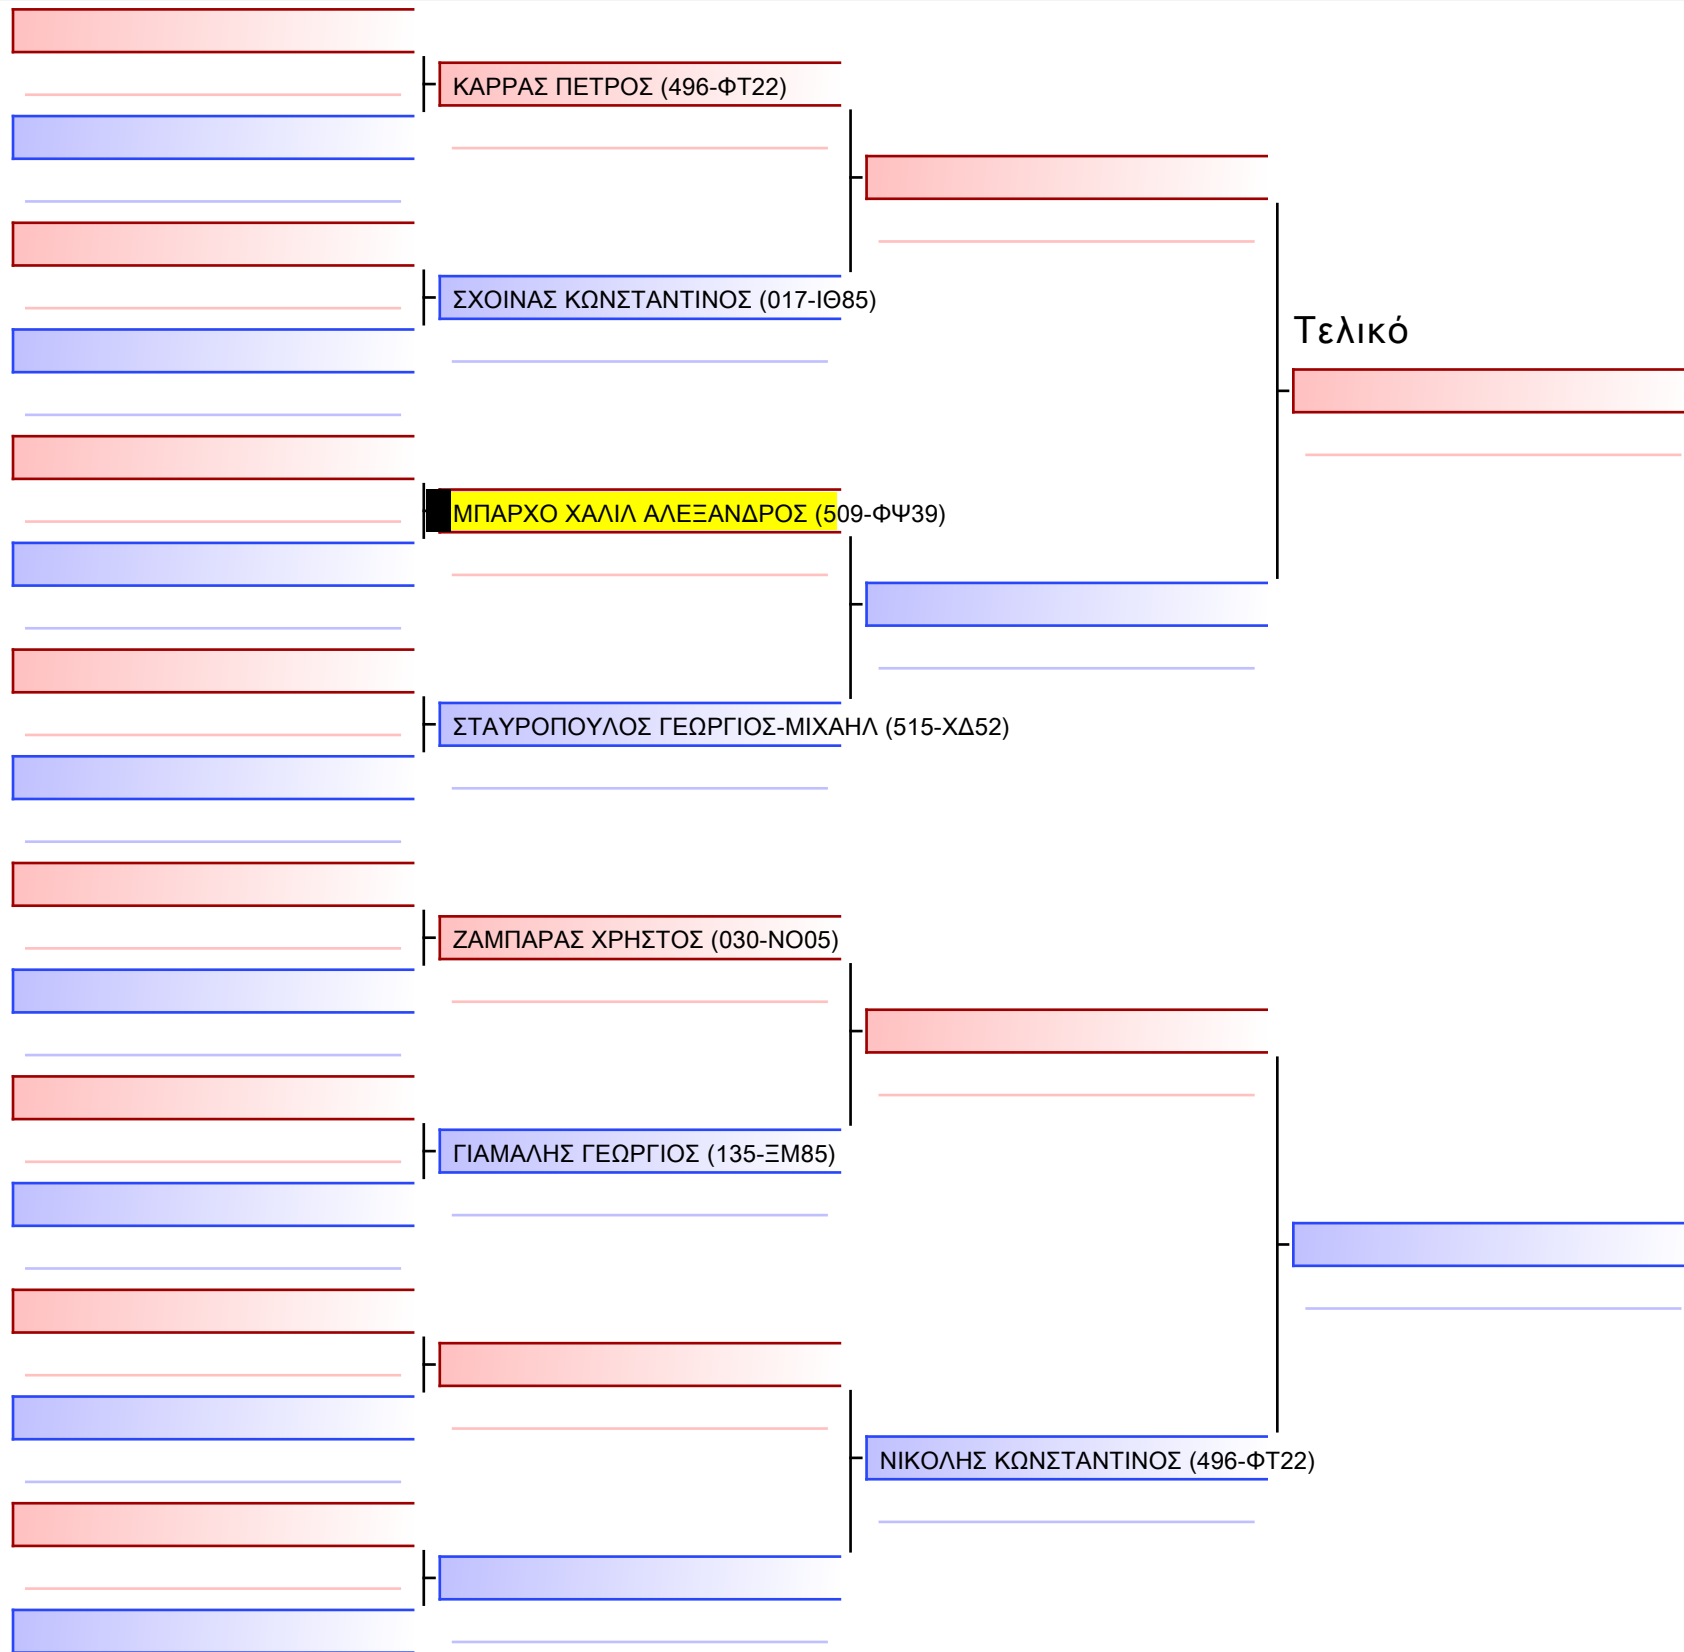 ΚΑΡΡΑΣ ΠΕΤΡΟΣ (496-ΦΤ22)
ΣΧΟΙΝΑΣ ΚΩΝΣΤΑΝΤΙΝΟΣ (017-ΙΘ85)
Τελικό
ΜΠΑΡΧΟ ΧΑΛΙΛ ΑΛΕΞΑΝΔΡΟΣ (509-ΦΨ39)
ΣΤΑΥΡΟΠΟΥΛΟΣ ΓΕΩΡΓΙΟΣ-ΜΙΧΑΗΛ (515-ΧΔ52)
ΖΑΜΠΑΡΑΣ ΧΡΗΣΤΟΣ (030-ΝΟ05)
ΓΙΑΜΑΛΗΣ ΓΕΩΡΓΙΟΣ (135-ΞΜ85)
ΝΙΚΟΛΗΣ ΚΩΝΣΤΑΝΤΙΝΟΣ (496-ΦΤ22)